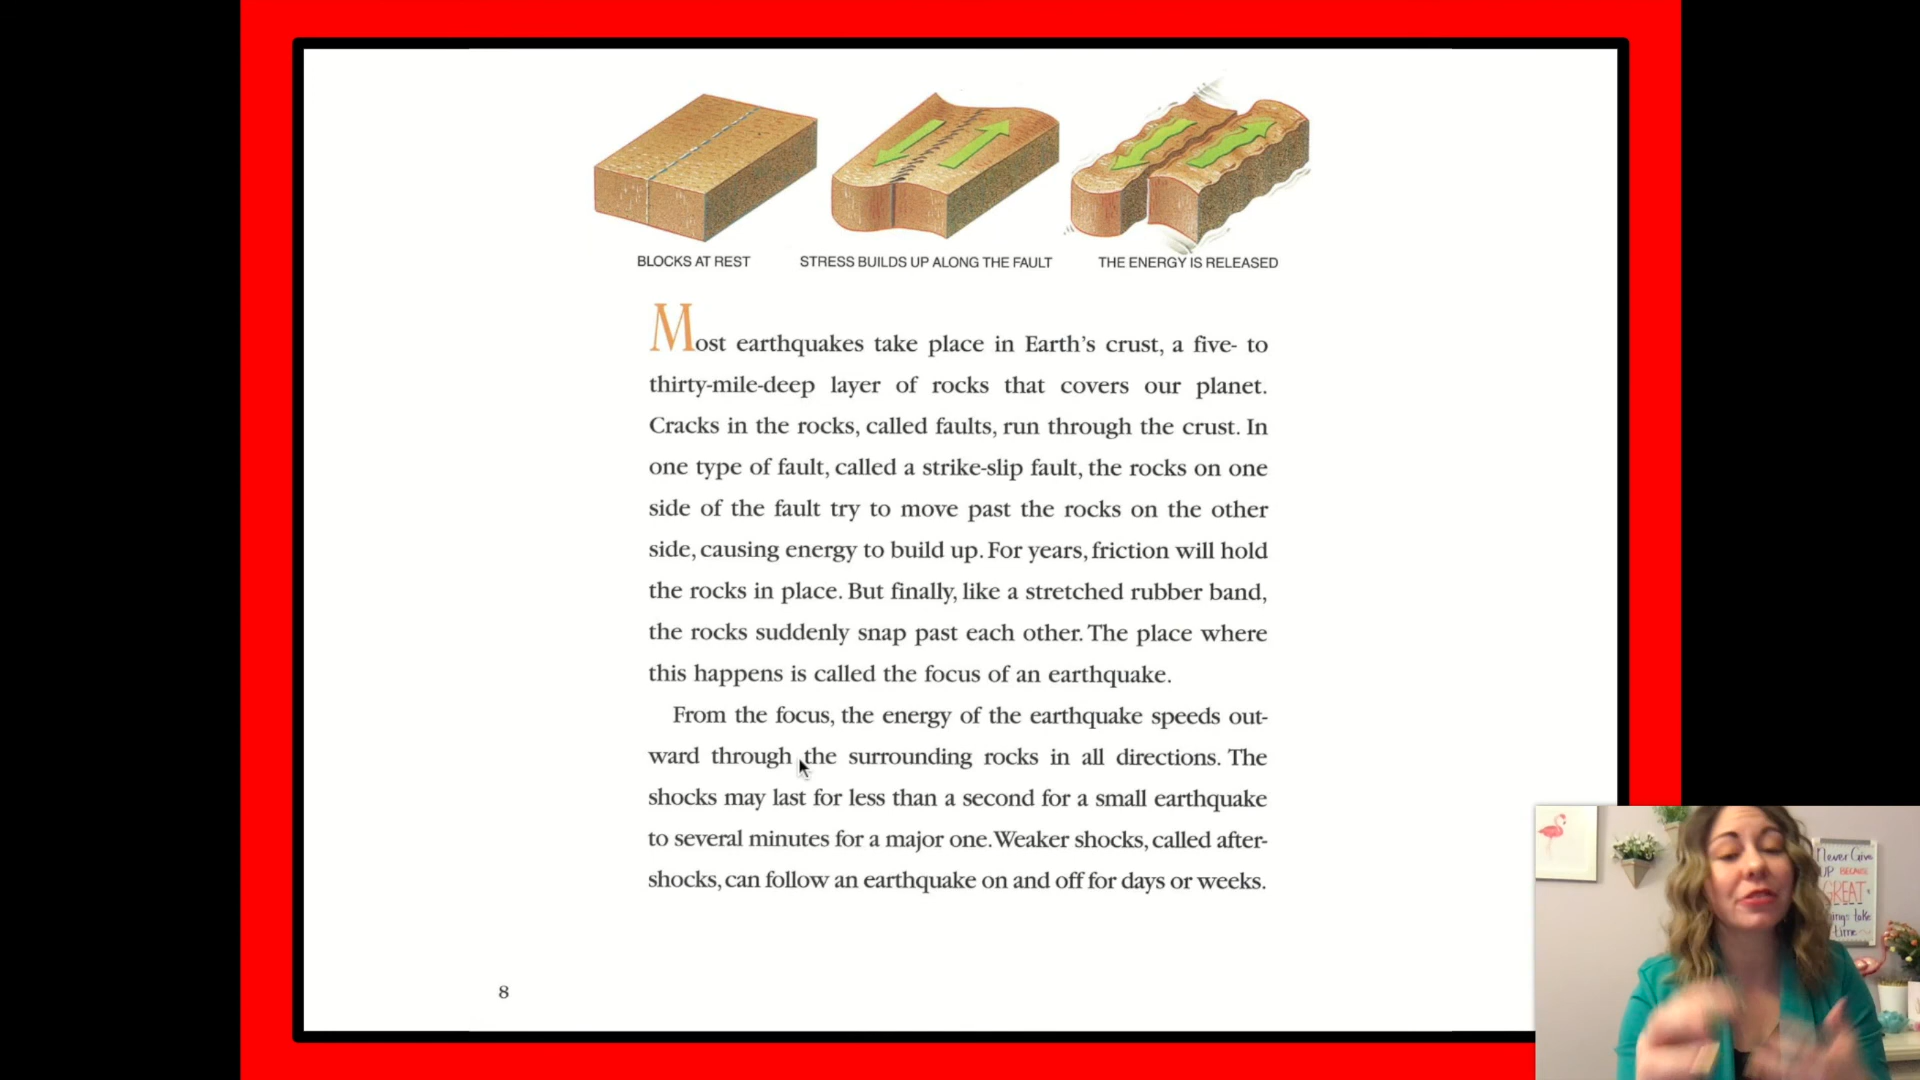 BLOCKS AT REST
STRESS BUILDS UP ALONG THE FAULT
THE ENERGY IS RELEASED
Most earthquakes take place in Earth's crust, a five- to
thirty-mile-deep layer of rocks that covers our planet.
Cracks in the rocks, called faults, run through the crust. In
one type of fault, called a strike-slip fault, the rocks on one
side of the fault try to move past the rocks on the other
side, causing energy to build up. For years, friction will hold
the rocks in place. But finally, like a stretched rubber band,
the rocks suddenly snap past each other. The place where
this happens is called the focus of an earthquake.
From the focus, the energy of the earthquake speeds out-
ward through the surrounding rocks in all directions. The
shocks may last for less than a second for a small earthquake
to several minutes for a major one. Weaker shocks, called after-
shocks, can follow an earthquake on and off for days or weeks.
8
Never Give
UP BECAUSE
GREAT
take
time